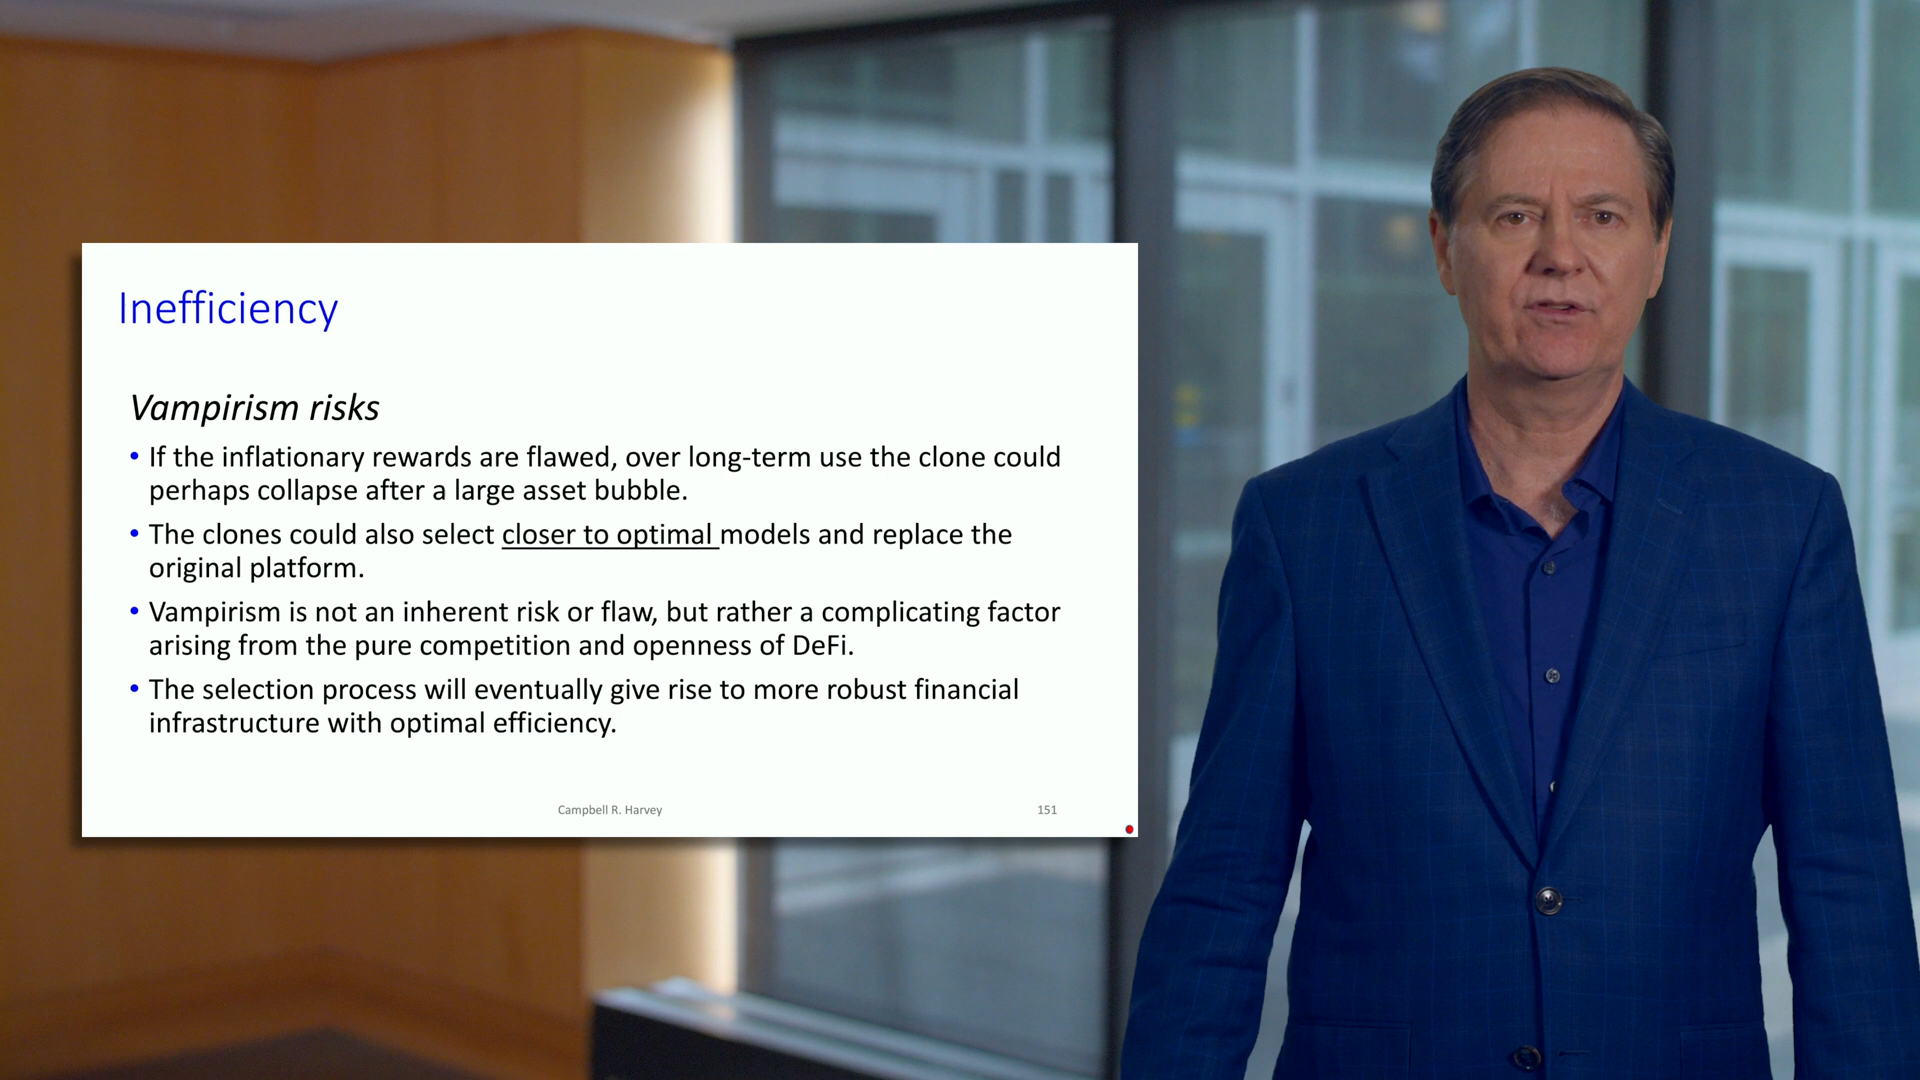 Inefficiency
Vampirism risks
• If the inflationary rewards are flawed, over long-term use the clone could
perhaps collapse after a large asset bubble.
• The clones could also select closer to optimal models and replace the
original platform.
• Vampirism is not an inherent risk or flaw, but rather a complicating factor
arising from the pure competition and openness of DeFi.
• The selection process will eventually give rise to more robust financial
infrastructure with optimal efficiency.
Campbell R. Harvey
151